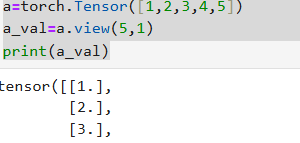 a=torch.Tensor([1,2,3,4,5])
a_val=a.view(5,1)
print(a_val)
tensor([[1.],
        [2.],
        [3.],